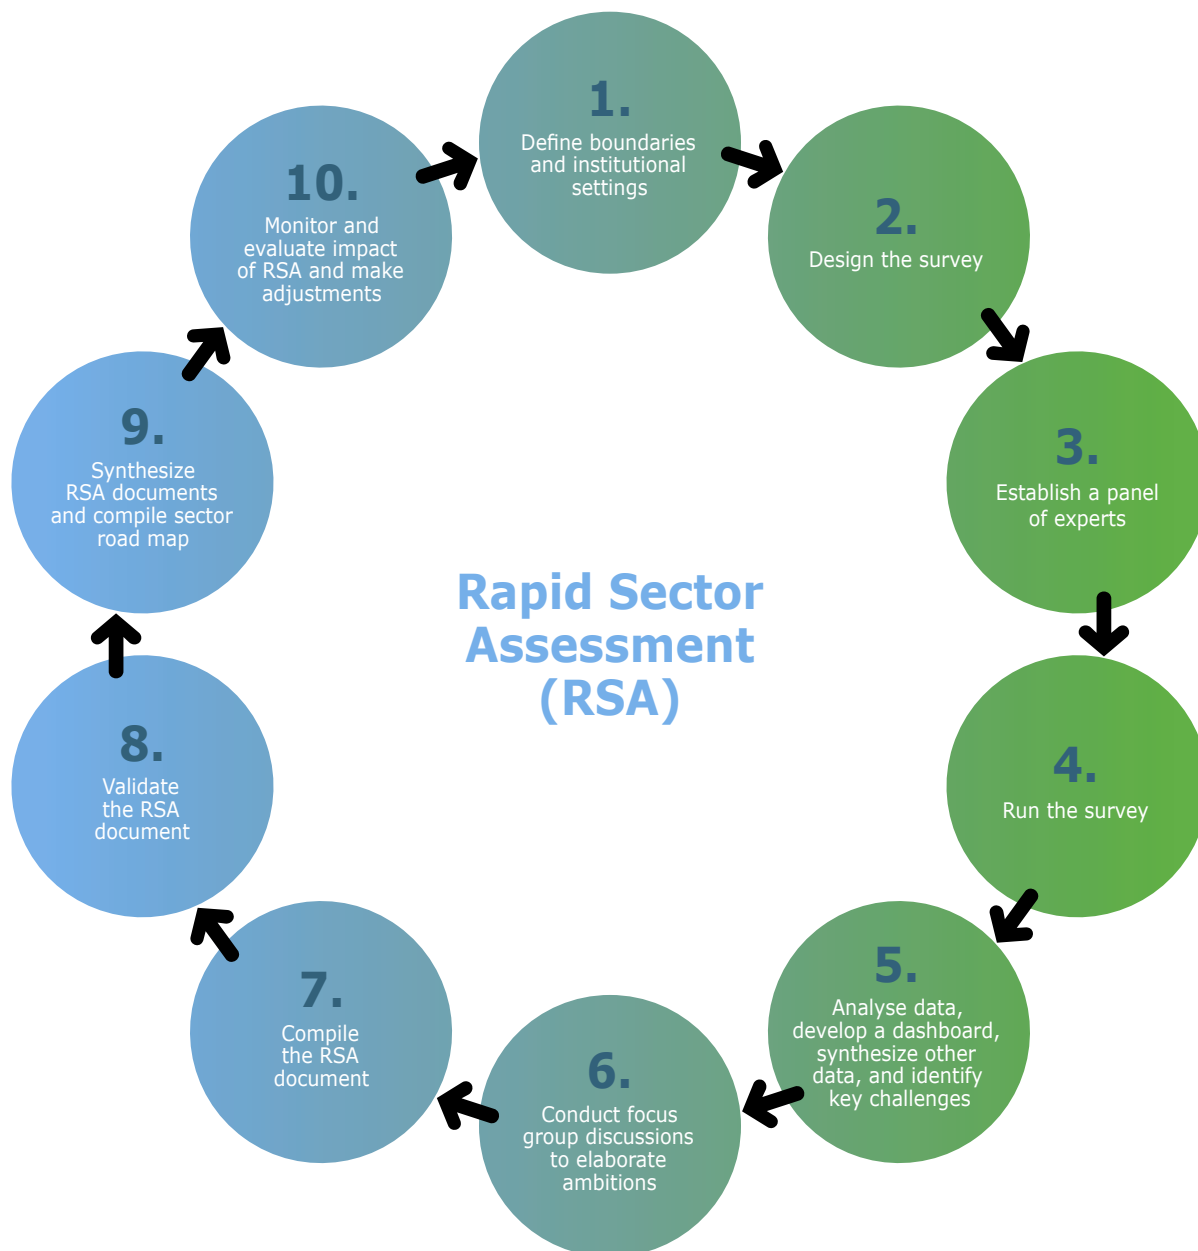 1.
Define boundaries
and institutional
settings
2.
Design the survey
3.
Establish a panel
of experts
4.
Run the survey
5.
Analyse data,
develop a dashboard,
synthesize other
data, and identify
key challenges
6.
Conduct focus
group discussions
to elaborate
ambitions
7.
Compile
the RSA
document
8.
Validate
the RSA
document
9.
Synthesize
RSA documents
and compile sector
road map
10.
Monitor and
evaluate impact
of RSA and make
adjustments
Rapid Sector
Assessment
(RSA)